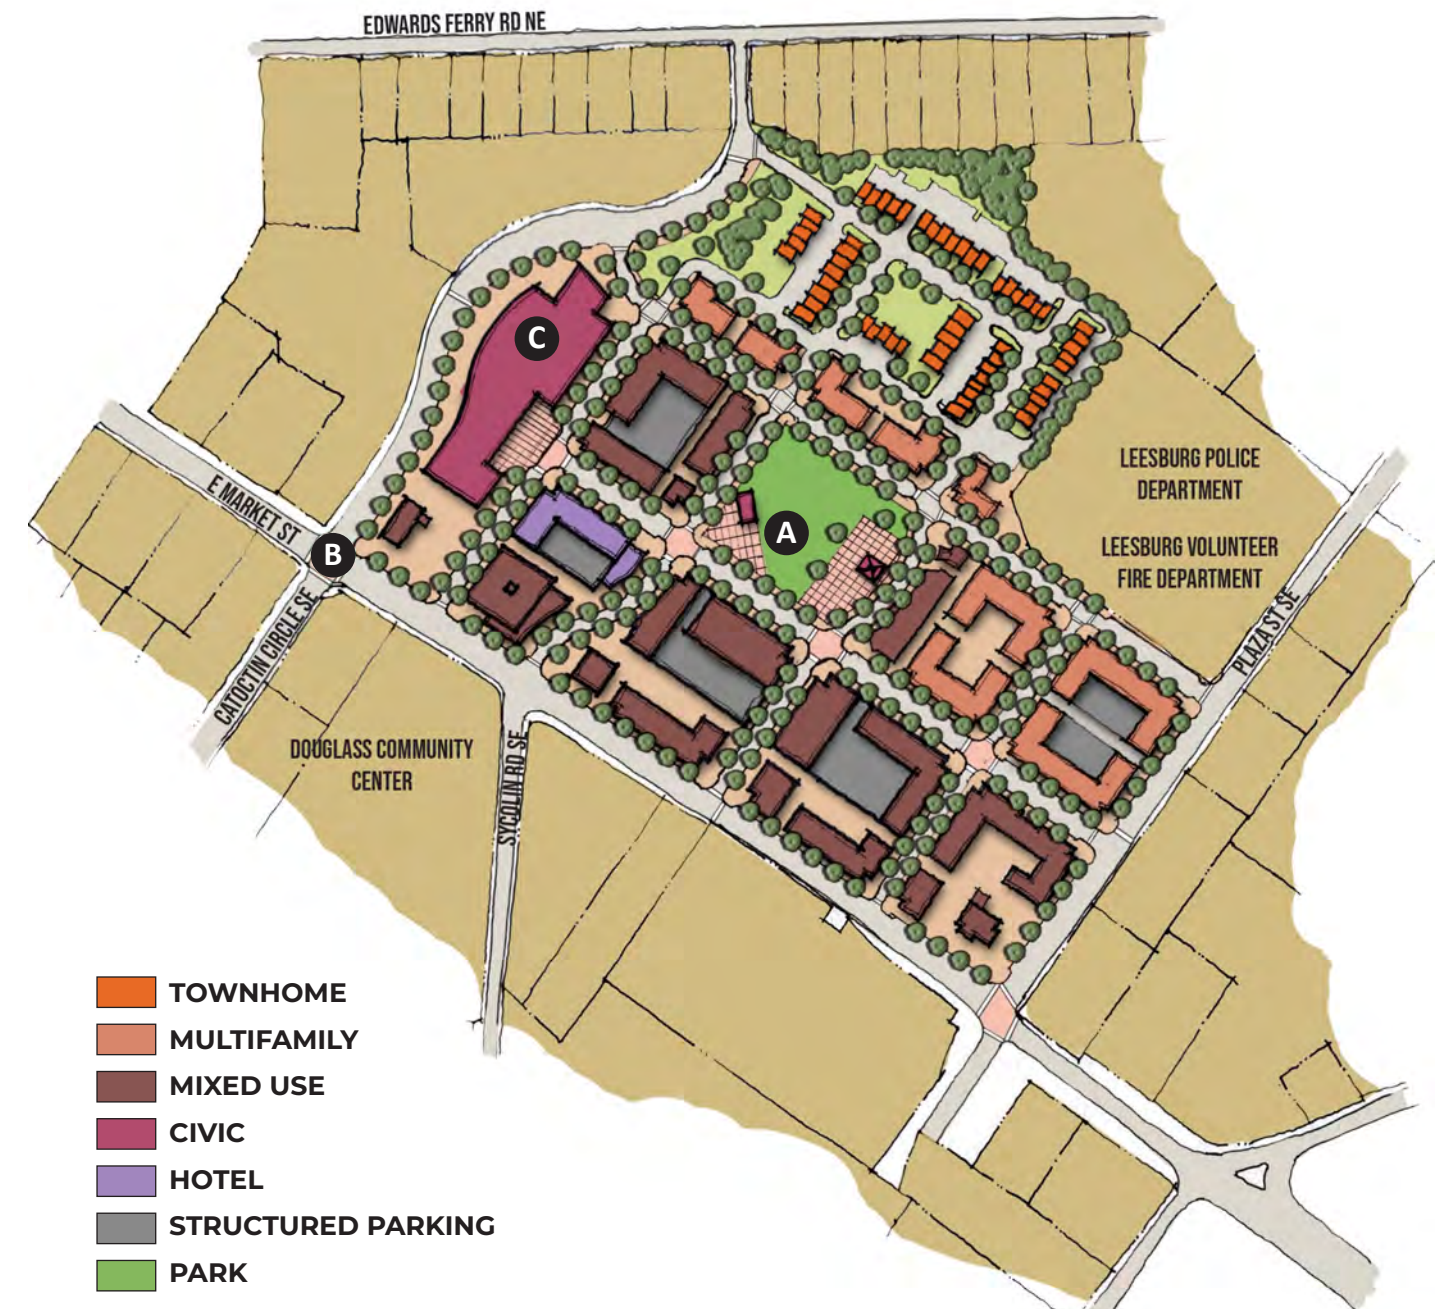 EDWARDS FERRY RD NE
C
LEESBURG POLICE
DEPARTMENT
LEESBURG VOLUNTEER
FIRE DEPARTMENT
E MARKET ST
A
B
CATOCTIN CIRCLE SE
PLAZA ST SE
DOUGLASS COMMUNITY
CENTER
SYCOLIN RD SE
TOWNHOME
MULTIFAMILY
MIXED USE
CIVIC
HOTEL
STRUCTURED PARKING
PARK